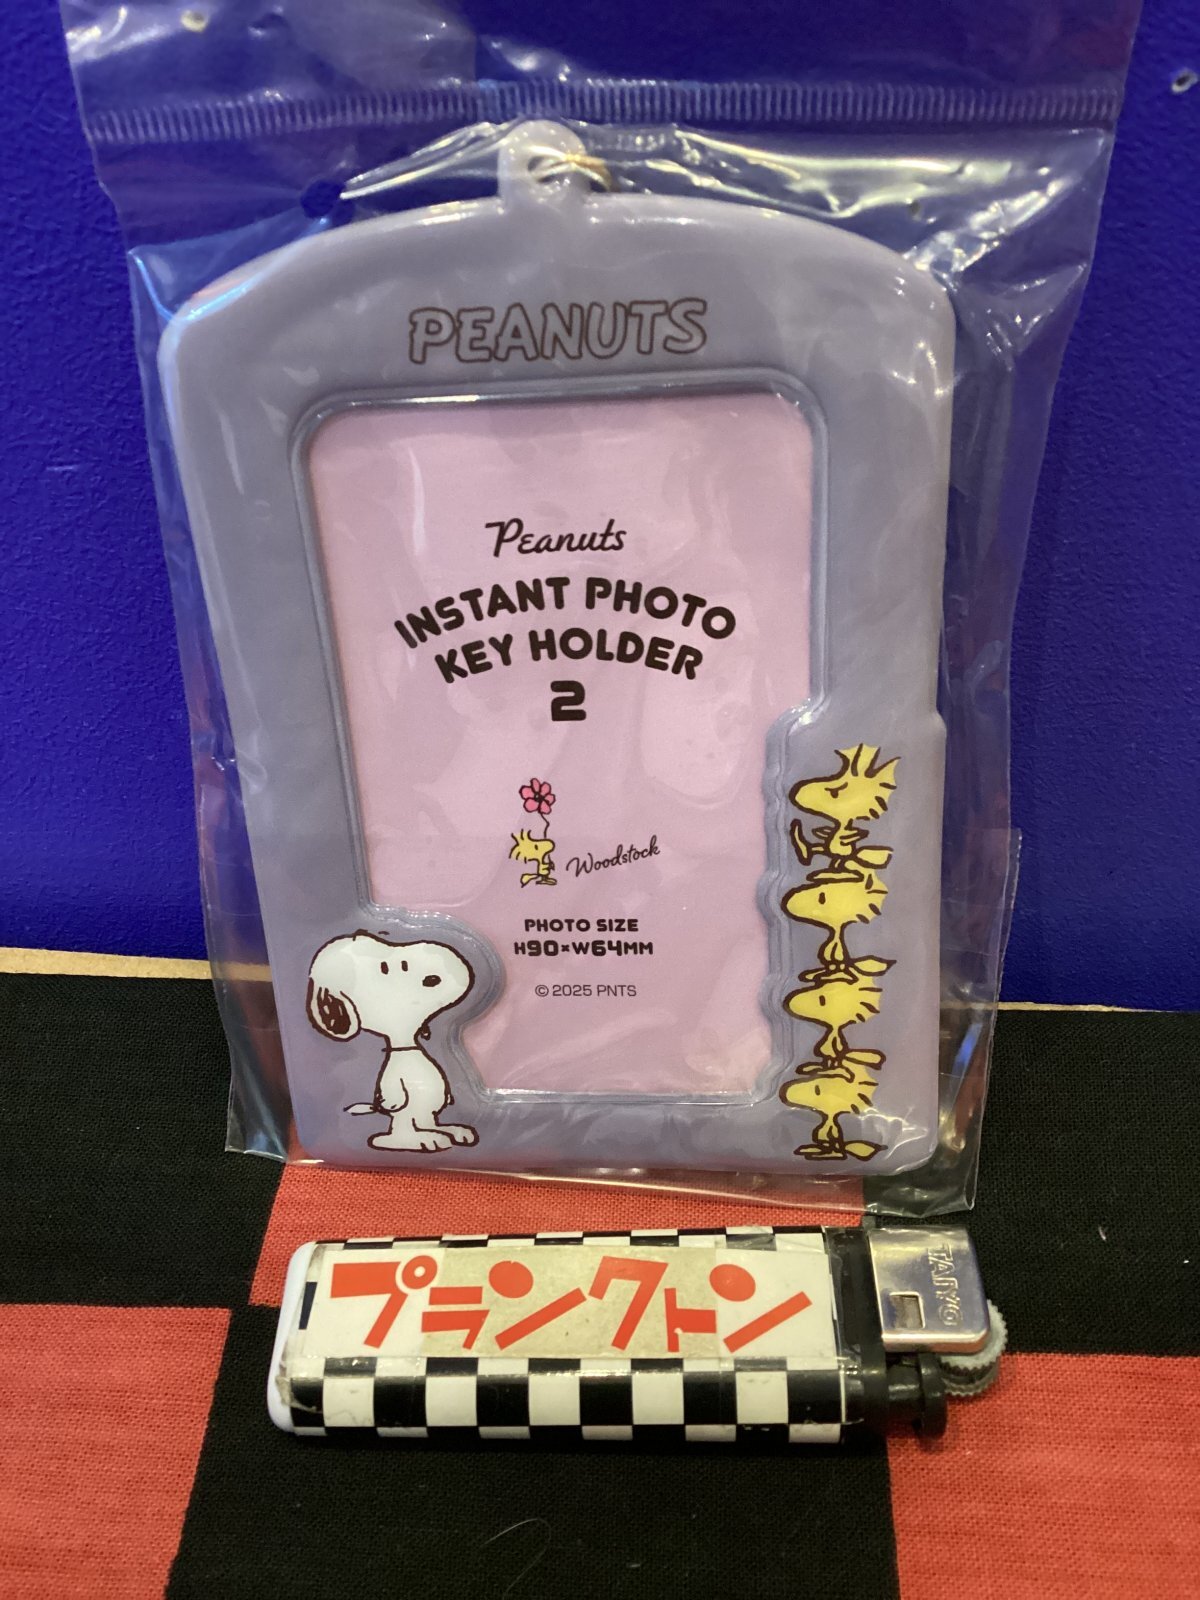 PEANUTS
Peanuts
INSTANT PHOTO
KEY HOLDER
2
Woodstock
PHOTO SIZE
H90×W64MM
© 2025 PNTS
プランクトン
TAIYO